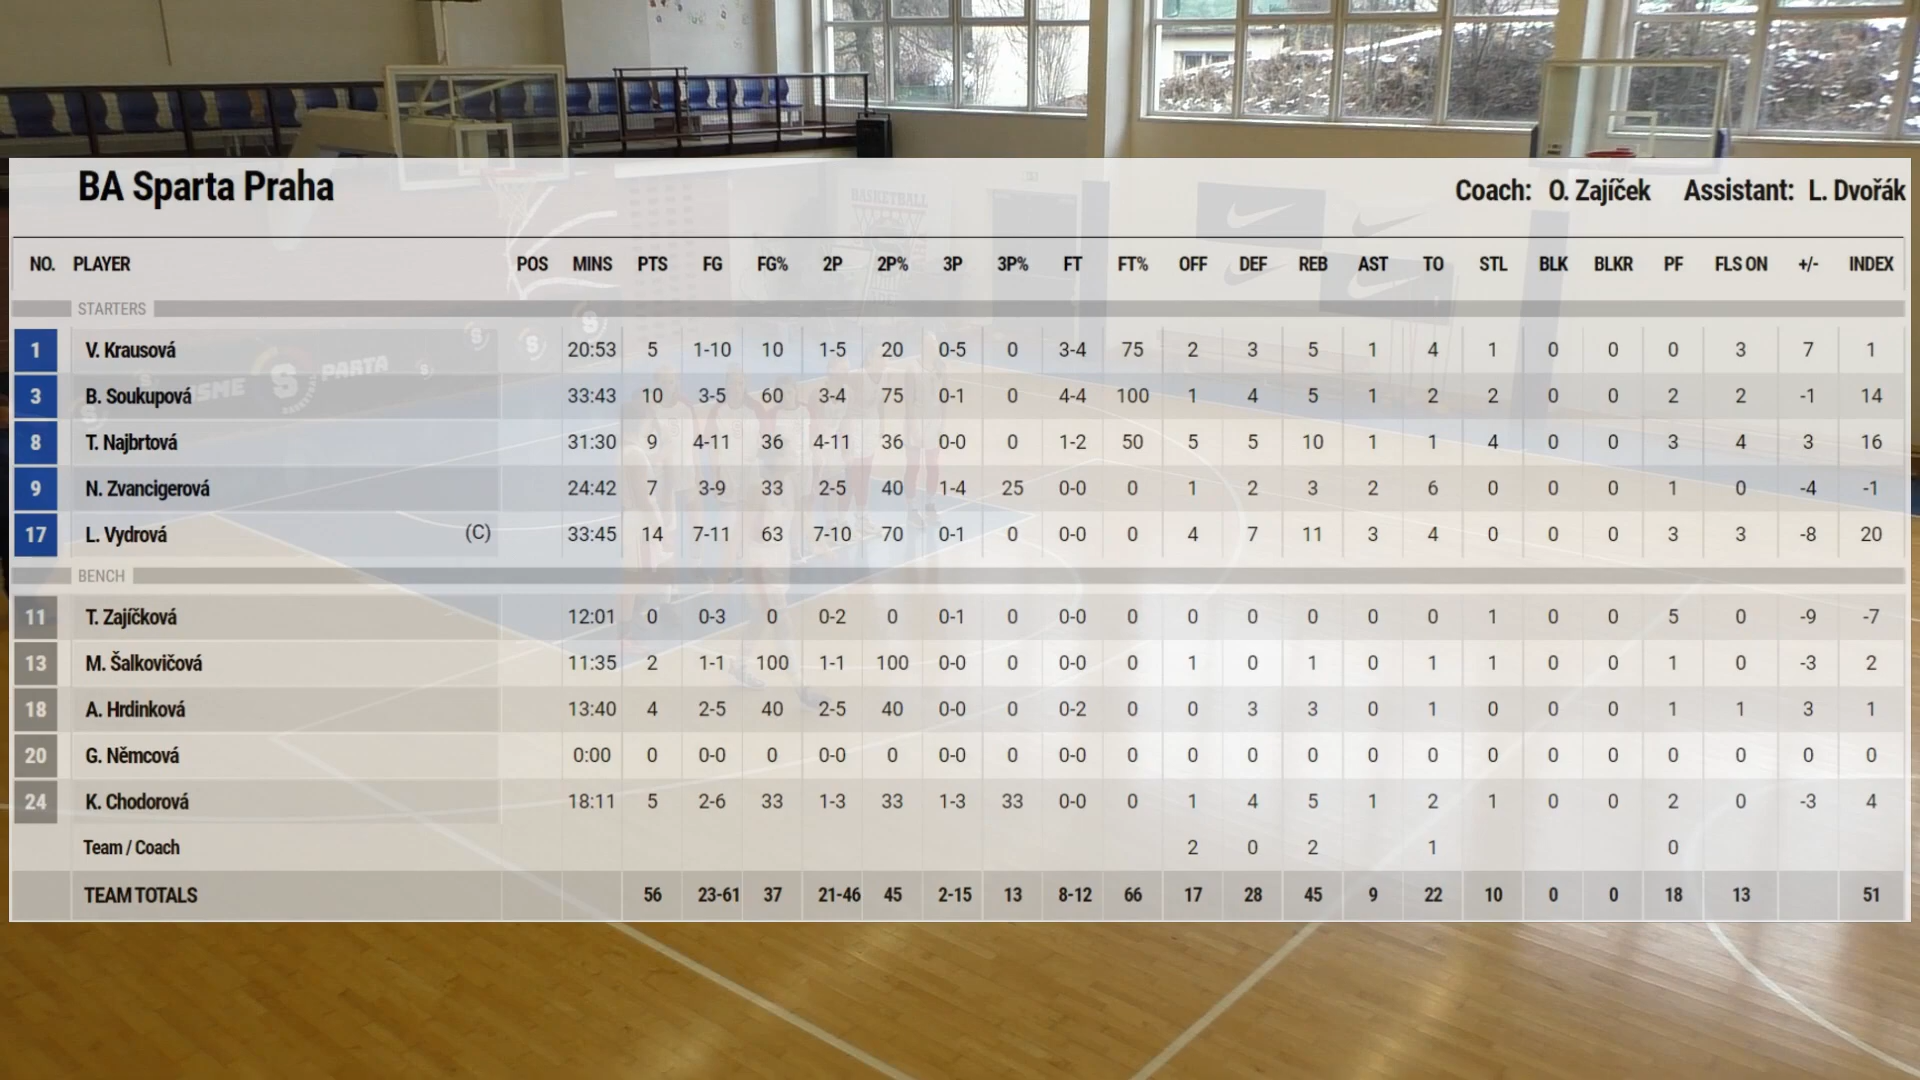 BA Sparta Praha
Coach: O. Zajíček Assistant: L. Dvořák
NO. PLAYER POS MINS PTS FG FG% 2P 2P% 3P 3P% FT FT% OFF DEF REB AST TO STL BLK BLKR PF FLS ON +/- INDEX
STARTERS
1 V. Krausová 20:53 5 1-10 10 1-5 20 0-5 0 3-4 75 2 3 5 1 4 1 0 0 0 3 7 1
3 B. Soukupová 33:43 10 3-5 60 3-4 75 0-1 0 4-4 100 1 4 5 1 2 2 0 0 2 2 -1 14
8 T. Najbrtová 31:30 9 4-11 36 4-11 36 0-0 0 1-2 50 5 5 10 1 1 4 0 0 3 4 3 16
9 N. Zvancigerová 24:42 7 3-9 33 2-5 40 1-4 25 0-0 0 1 2 3 2 6 0 0 0 1 0 -4 -1
17 L. Vydrová (C) 33:45 14 7-11 63 7-10 70 0-1 0 0-0 0 4 7 11 3 4 0 0 0 3 3 -8 20
BENCH
11 T. Zajíčková 12:01 0 0-3 0 0-2 0 0-1 0 0-0 0 0 0 0 0 0 1 0 0 5 0 -9 -7
13 M. Šalkovičová 11:35 2 1-1 100 1-1 100 0-0 0 0-0 0 1 0 1 0 1 1 0 0 1 0 -3 2
18 A. Hrdinková 13:40 4 2-5 40 2-5 40 0-0 0 0-2 0 0 3 3 0 1 0 0 0 1 1 3 1
20 G. Němcová 0:00 0 0-0 0 0-0 0 0-0 0 0-0 0 0 0 0 0 0 0 0 0 0 0 0 0
24 K. Chodorová 18:11 5 2-6 33 1-3 33 1-3 33 0-0 0 1 4 5 1 2 1 0 0 2 0 -3 4
Team / Coach 2 0 2 1 0
TEAM TOTALS 56 23-61 37 21-46 45 2-15 13 8-12 66 17 28 45 9 22 10 0 0 18 13 51
BASKETBALL
SME
PARTA